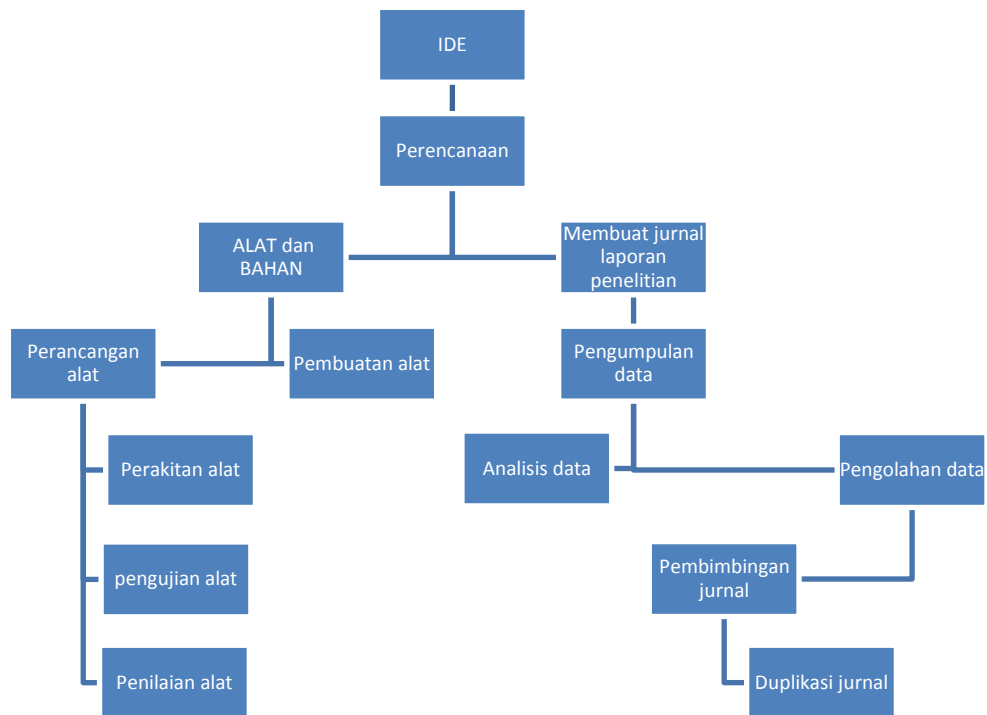 IDE
Perencanaan
ALAT dan
BAHAN
Membuat jurnal
laporan
penelitian
Perancangan
alat
Pembuatan alat
Pengumpulan
data
Perakitan alat
Analisis data
Pengolahan data
pengujian alat
Pembimbingan
jurnal
Penilaian alat
Duplikasi jurnal